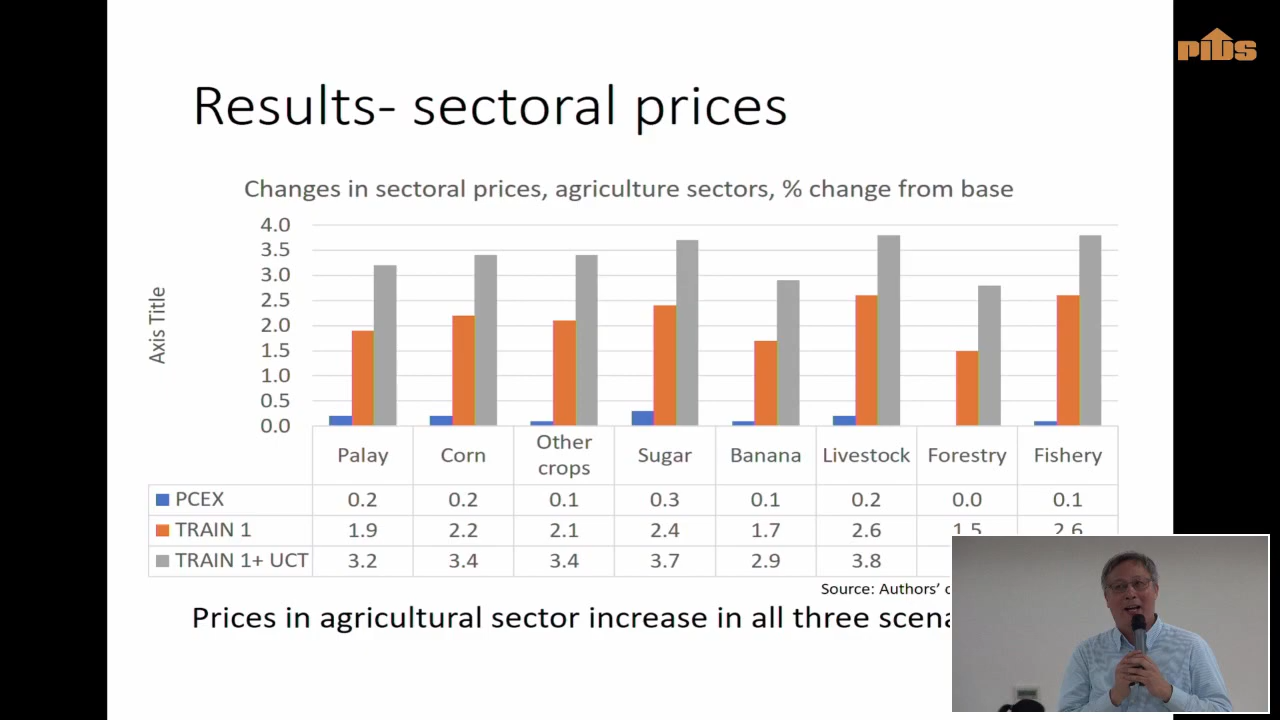 PIDS
Results- sectoral prices
Changes in sectoral prices, agriculture sectors, % change from base
Axis Title
4.0
3.5
3.0
2.5
2.0
1.5
1.0
0.5
0.0
Palay Corn Other crops Sugar Banana Livestock Forestry Fishery
PCEX 0.2 0.2 0.1 0.3 0.1 0.2 0.0 0.1
TRAIN 1 1.9 2.2 2.1 2.4 1.7 2.6 1.5 2.6
TRAIN 1+ UCT 3.2 3.4 3.4 3.7 2.9 3.8
Source: Authors’
Prices in agricultural sector increase in all three